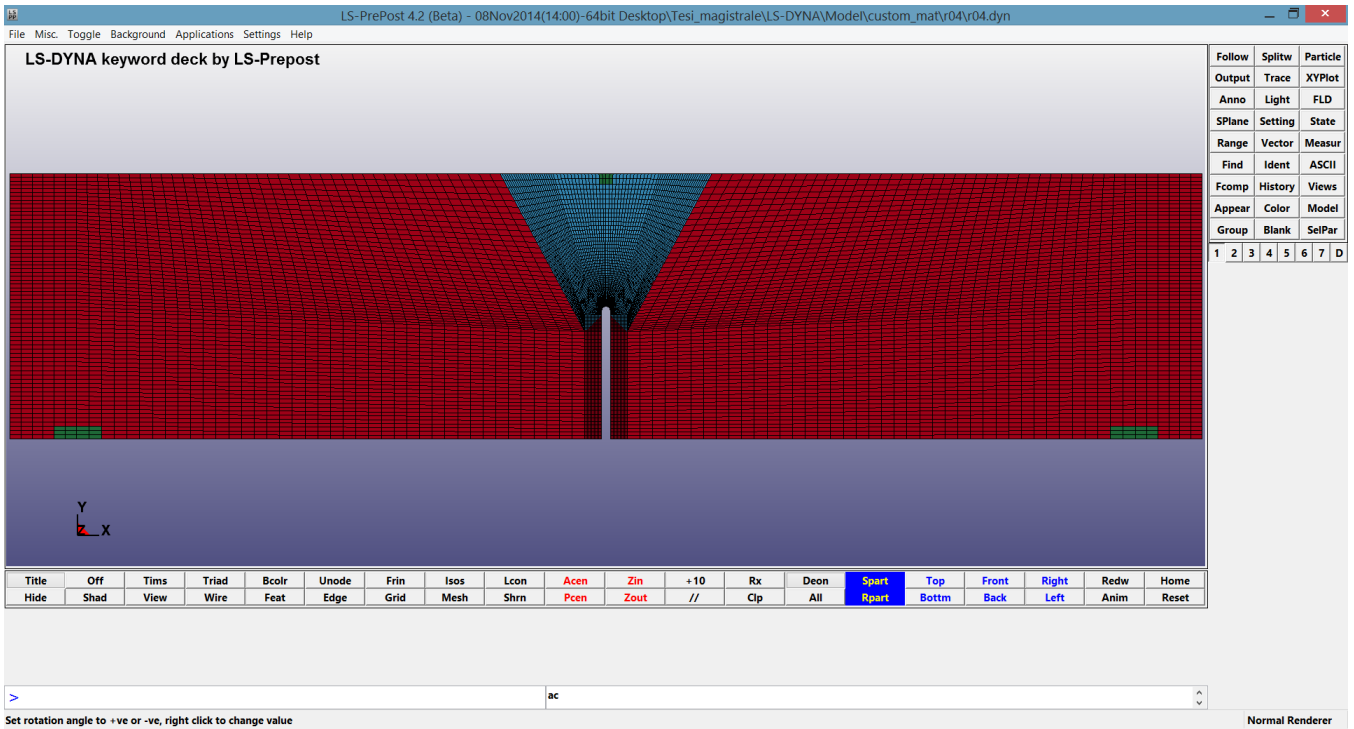 LS-PrePost 4.2 (Beta) - 08Nov2014(14:00)-64bit Desktop\Tesi_magistrale\LS-DYNA\Model\custom_mat\r04\r04.dyn
File Misc. Toggle Background Applications Settings Help
LS-DYNA keyword deck by LS-Prepost
Follow Splitw Particle
Output Trace XYPlot
Anno Light FLD
SPlane Setting State
Range Vector Measur
Find Ident ASCII
Fcomp History Views
Appear Color Model
Group Blank SelPar
1 2 3 4 5 6 7 D
Y
Z X
Title Off Tims Triad Bcolr Unode Frin Isos Lcon Acen Zin +10 Rx Deon Spart Top Front Right Redw Home
Hide Shad View Wire Feat Edge Grid Mesh Shrn Pcen Zout // Clp All Rpart Bottm Back Left Anim Reset
> ac
Set rotation angle to +ve or -ve, right click to change value Normal Renderer